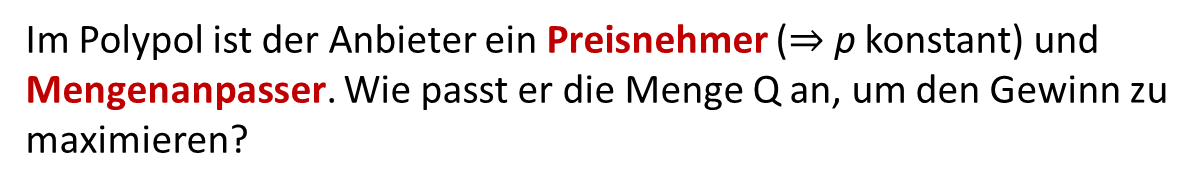 Im Polypol ist der Anbieter ein Preisnehmer (⇒ p konstant) und
Mengenanpasser. Wie passt er die Menge Q an, um den Gewinn zu
maximieren?